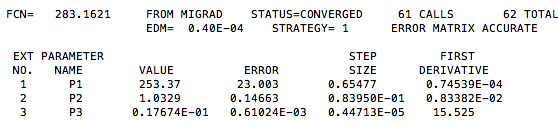 FCN= 283.1621 FROM MIGRAD STATUS=CONVERGED 61 CALLS 62 TOTAL
EDM= 0.40E-04 STRATEGY= 1 ERROR MATRIX ACCURATE
EXT PARAMETER STEP FIRST
NO. NAME VALUE ERROR SIZE DERIVATIVE
1 P1 253.37 23.003 0.65477 0.74539E-04
2 P2 1.0329 0.14663 0.83950E-01 0.83382E-02
3 P3 0.17674E-01 0.61024E-03 0.44713E-05 15.525